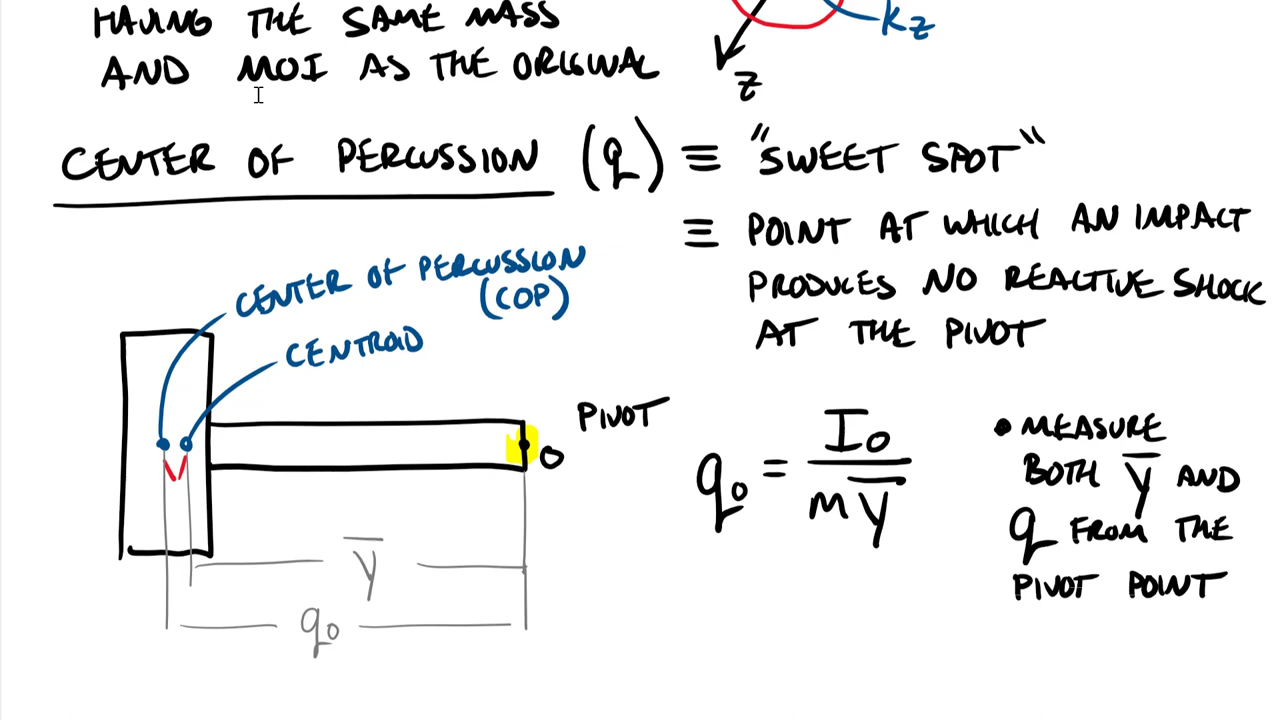 HAVING THE SAME MASS
AND MOI AS THE ORIGINAL
kz
z
CENTER OF PERCUSSION (q) ≡ "SWEET SPOT"
≡ POINT AT WHICH AN IMPACT
PRODUCES NO REACTIVE SHOCK
AT THE PIVOT
CENTER OF PERCUSSION
(COP)
CENTROID
PIVOT
O
y̅
q₀
q₀ = I₀ / m y̅
• MEASURE
BOTH y̅ AND
q FROM THE
PIVOT POINT